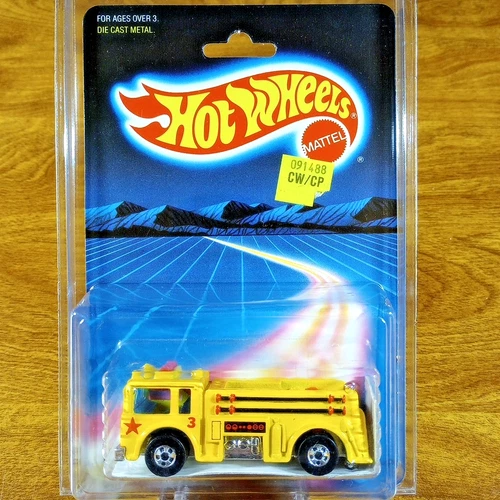 FOR AGES OVER 3.
DIE CAST METAL.
HOT WHEELS®
MATTEL
®
091488
CW/CP
3